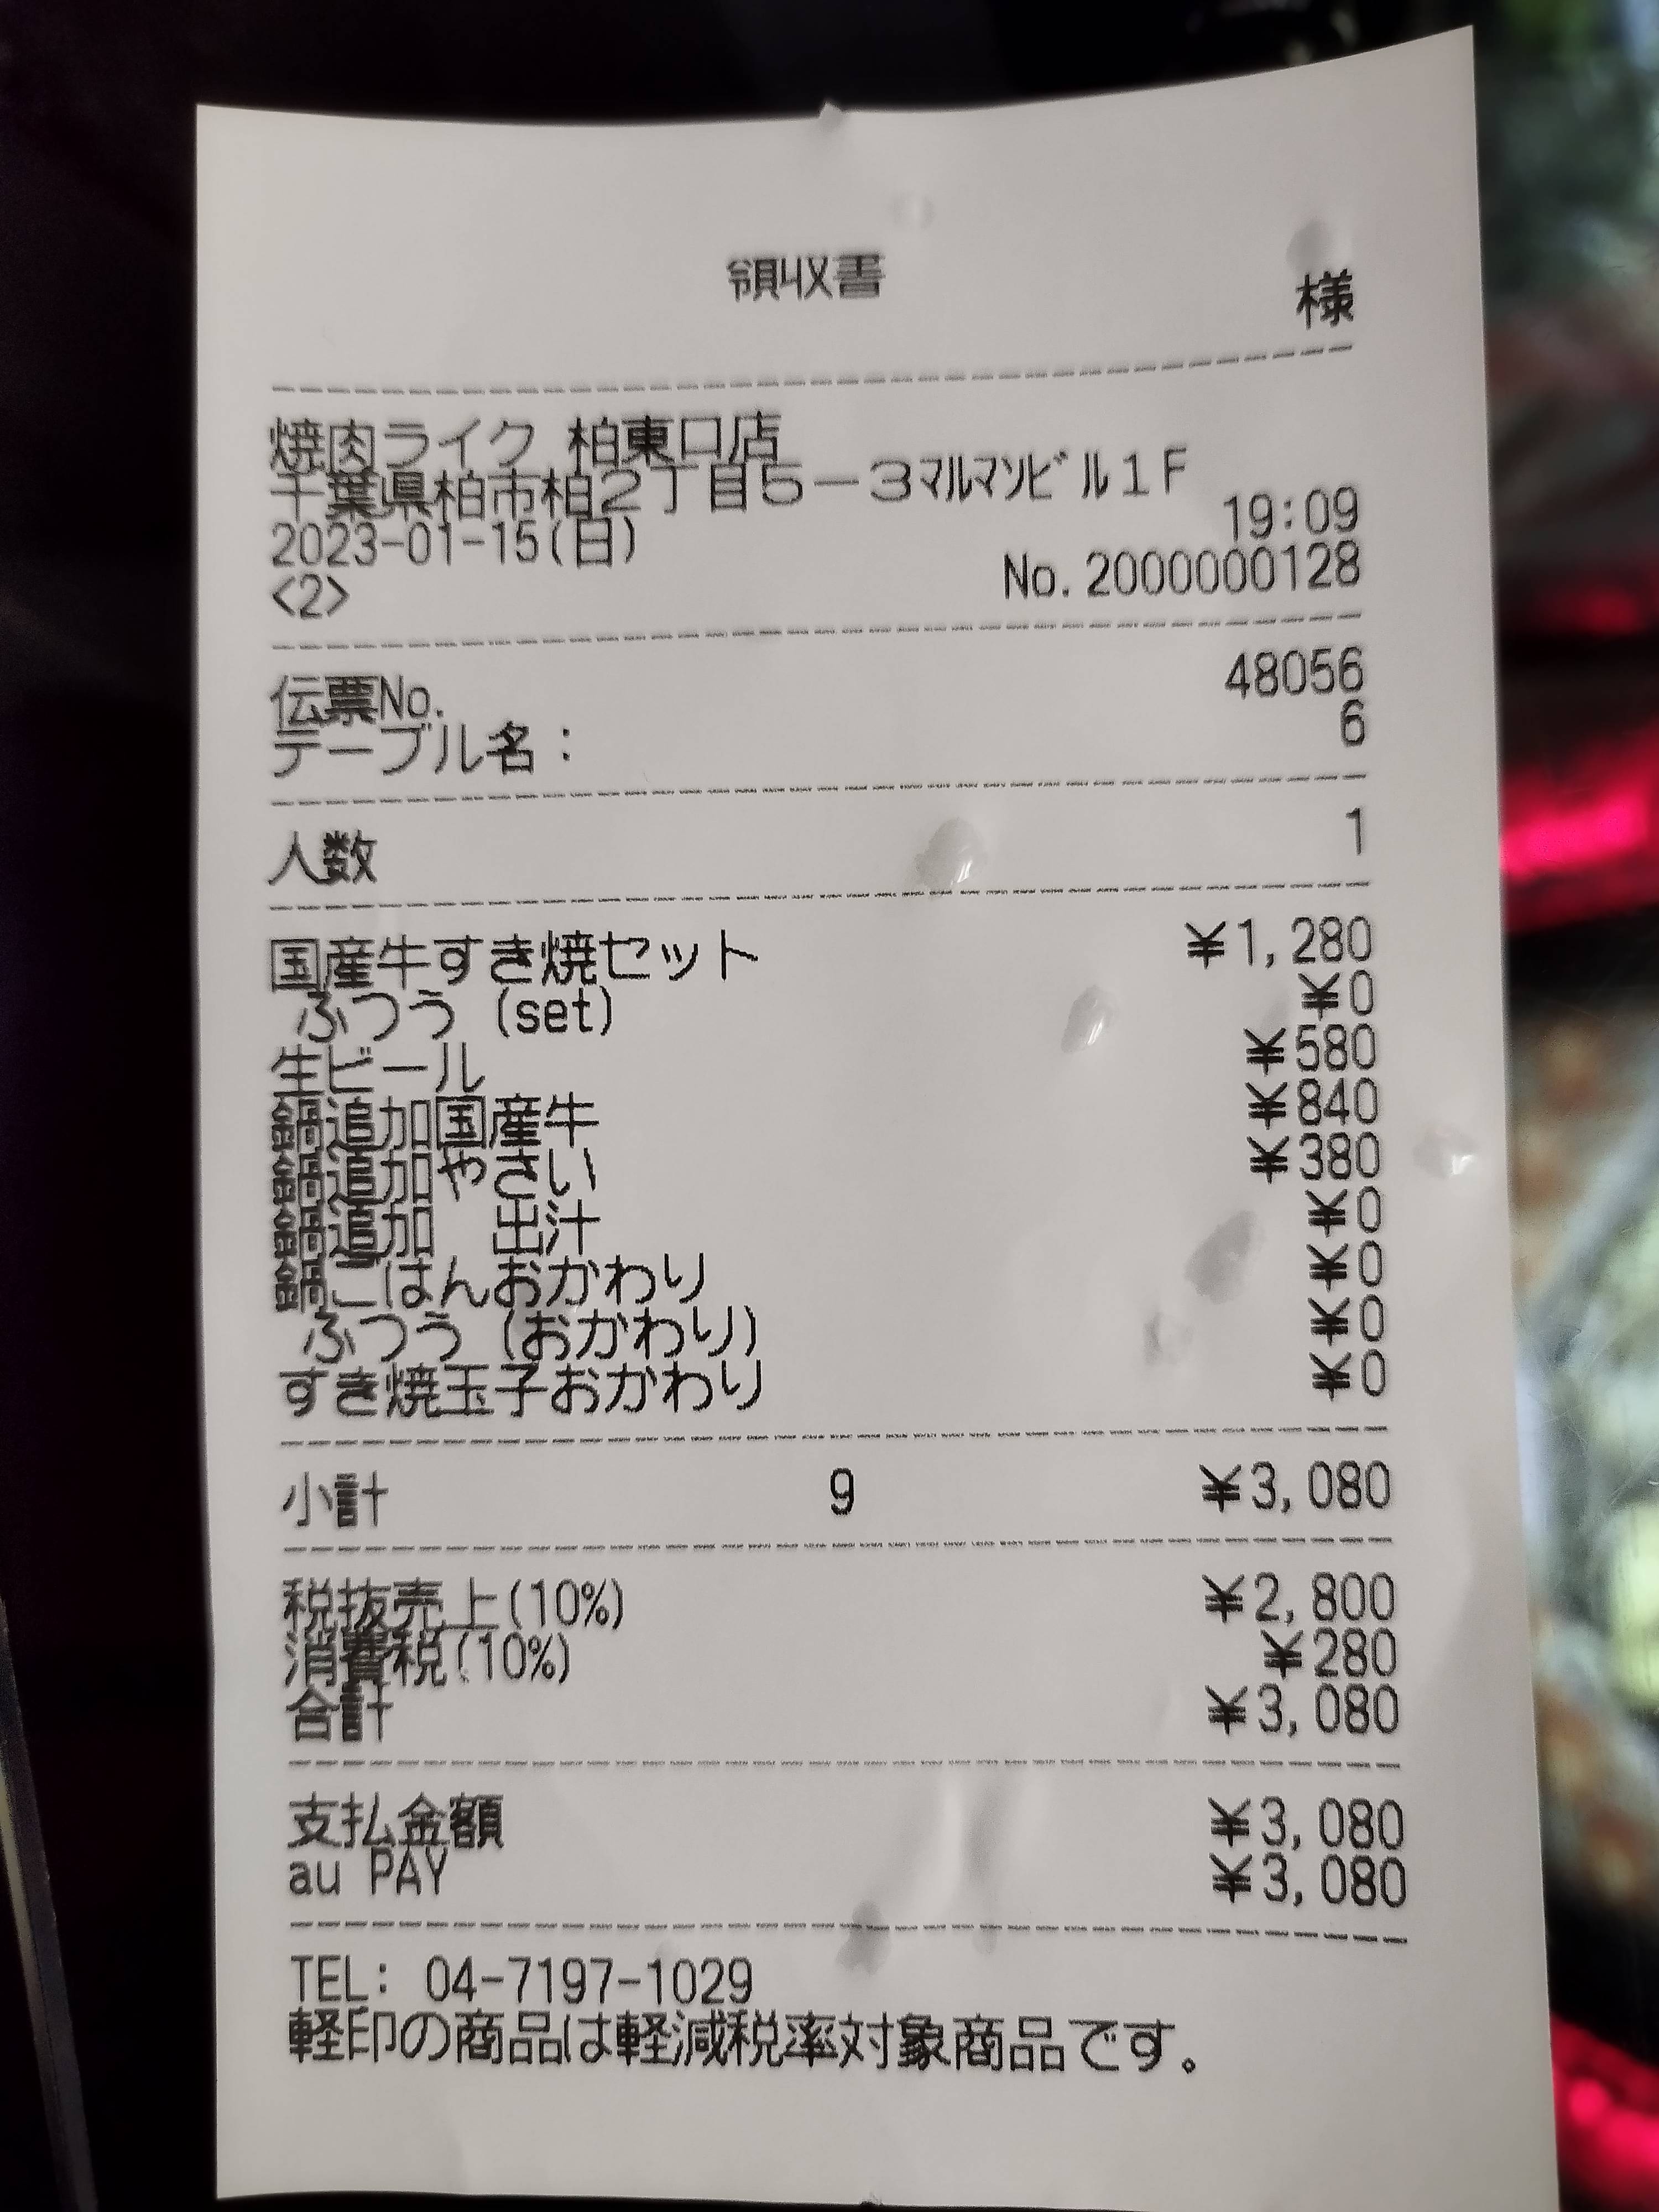 領収書
様
焼肉ライク 柏東口店
千葉県柏市柏2丁目5－3ﾏﾙﾏﾝﾋﾞﾙ1F
2023-01-15(日) 19:09
<2> No.2000000128
伝票No. 48056
テーブル名： 6
人数 1
国産牛すき焼セット ¥1,280
ふつう (set) ¥0
生ビール ¥580
鍋追加国産牛 ¥840
鍋追加やさい ¥380
鍋追加 出汁 ¥0
鍋ごはんおかわり ¥0
ふつう (おかわり) ¥0
すき焼玉子おかわり ¥0
小計 9 ¥3,080
税抜売上(10%) ¥2,800
消費税(10%) ¥280
合計 ¥3,080
支払金額 ¥3,080
au PAY ¥3,080
TEL: 04-7197-1029
軽印の商品は軽減税率対象商品です。